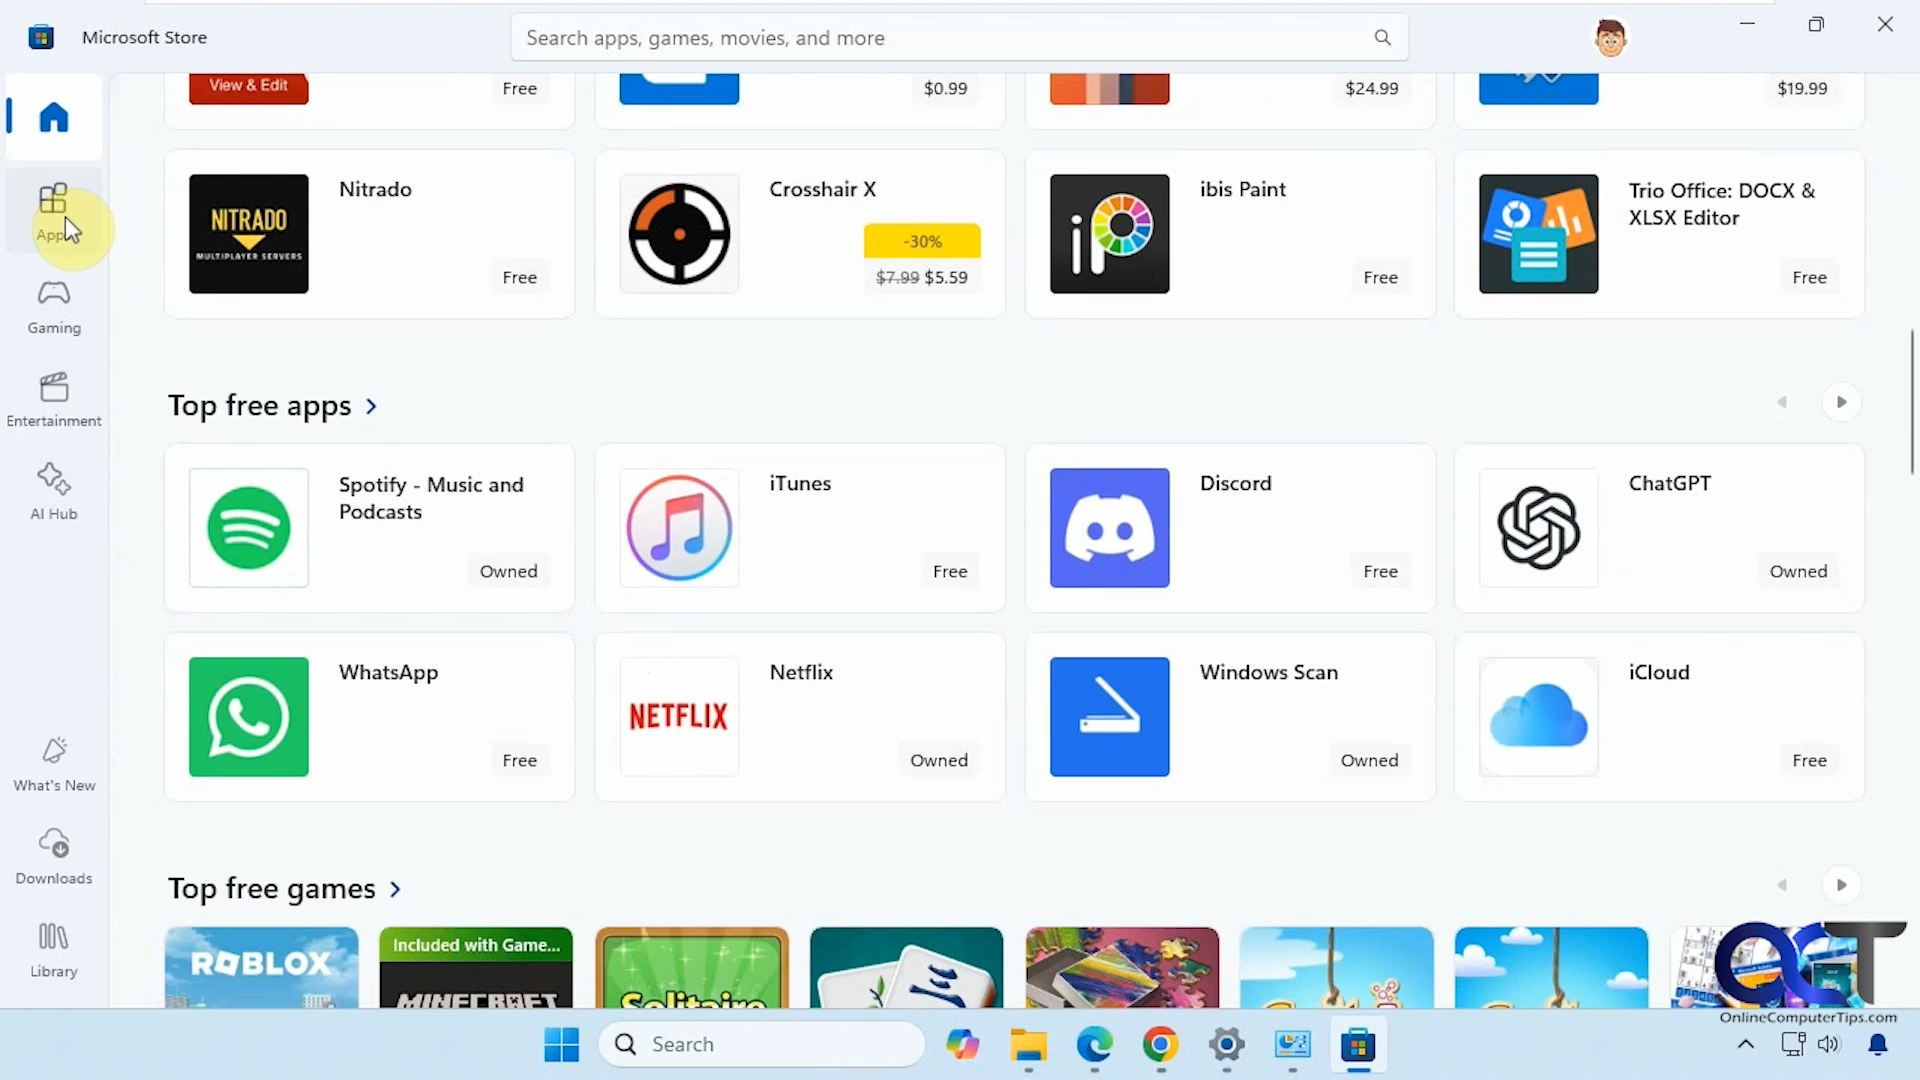 Microsoft Store
Search apps, games, movies, and more
View & Edit
Free
$0.99
$24.99
$19.99
Nitrado
NITRADO
MULTIPLAYER SERVERS
Free
Crosshair X
-30%
$7.99 $5.59
ibis Paint
iP
Free
Trio Office: DOCX &
XLSX Editor
Free
Gaming
Entertainment
AI Hub
What's New
Downloads
Library
Top free apps
Spotify - Music and
Podcasts
Owned
iTunes
Free
Discord
Free
ChatGPT
Owned
WhatsApp
Free
Netflix
NETFLIX
Owned
Windows Scan
Owned
iCloud
Free
Top free games
ROBLOX
Included with Game...
MINECRAFT
Solitaire
OCT
OnlineComputerTips.com
Search